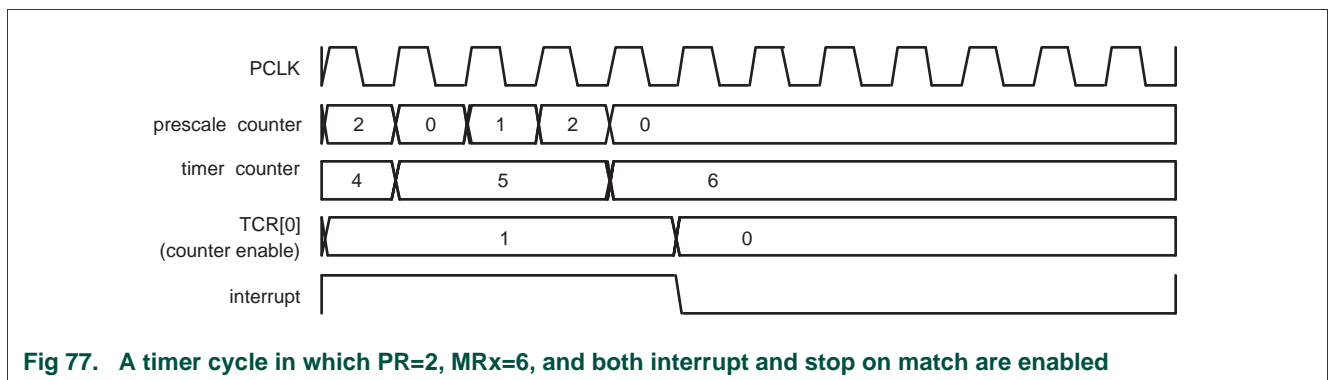 PCLK
prescale counter 2 0 1 2 0
timer counter 4 5 6
TCR[0]
(counter enable) 1 0
interrupt
Fig 77. A timer cycle in which PR=2, MRx=6, and both interrupt and stop on match are enabled